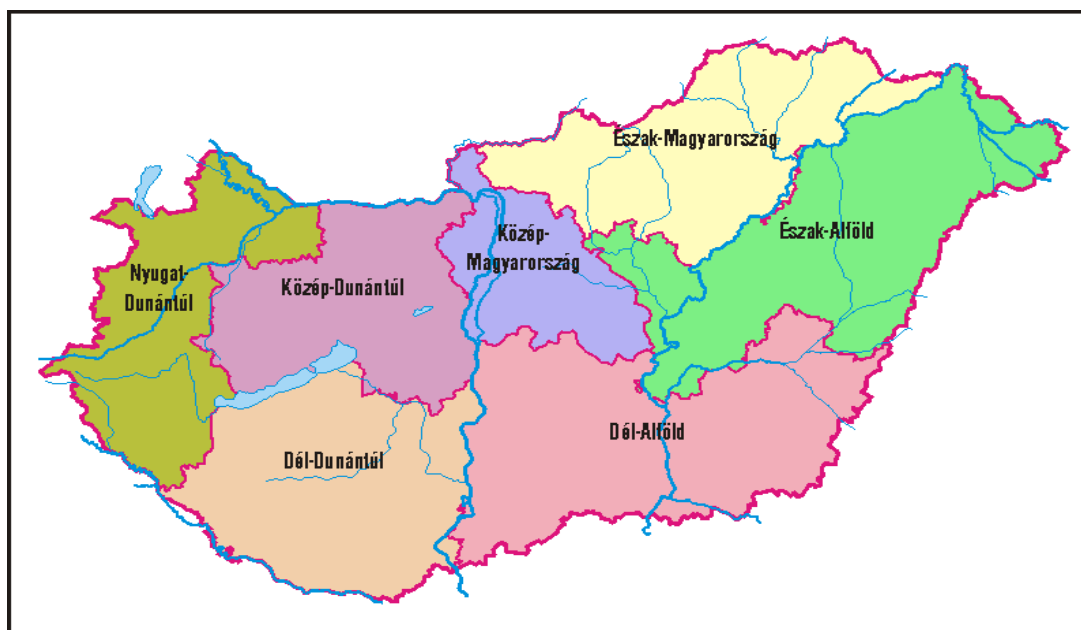 Észak-Magyarország
Észak-Alföld
Közép-
Magyarország
Nyugat-
Dunántúl
Közép-Dunántúl
Dél-Alföld
Dél-Dunántúl